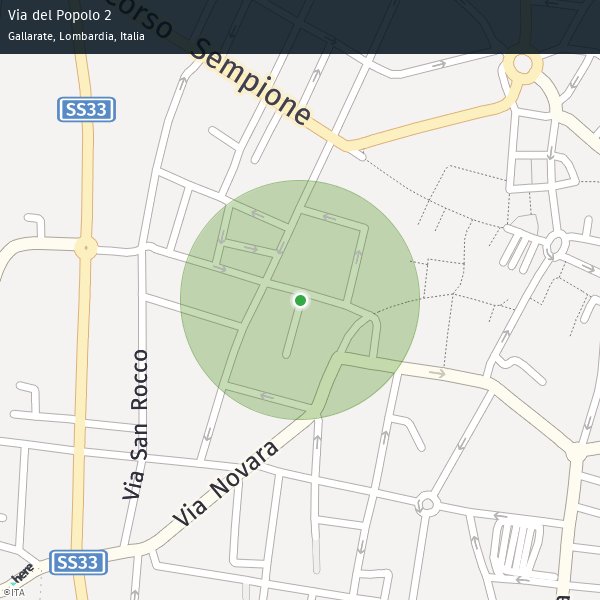 Via del Popolo 2
Gallarate, Lombardia, Italia
corso Sempione
SS33
Via San Rocco
Via Novara
SS33
here
©ITA